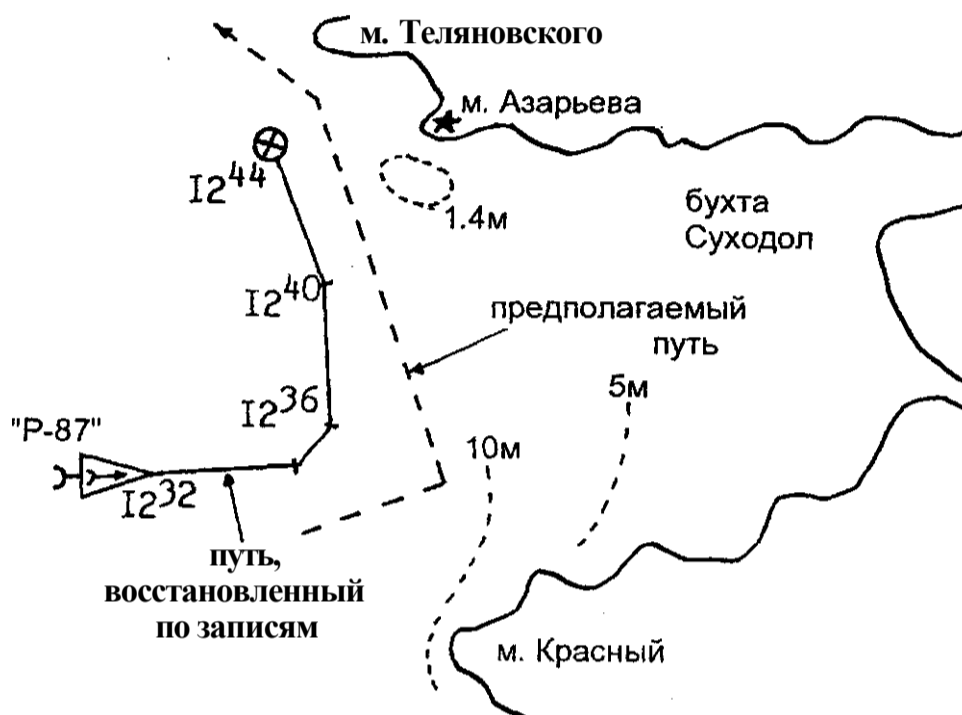 м. Теляновского
м. Азарьева
I2⁴⁴
1.4м
бухта
Суходол
I2⁴⁰
предполагаемый
путь
5м
I2³⁶
"Р-87"
10м
I2³²
путь,
восстановленный
по записям
м. Красный